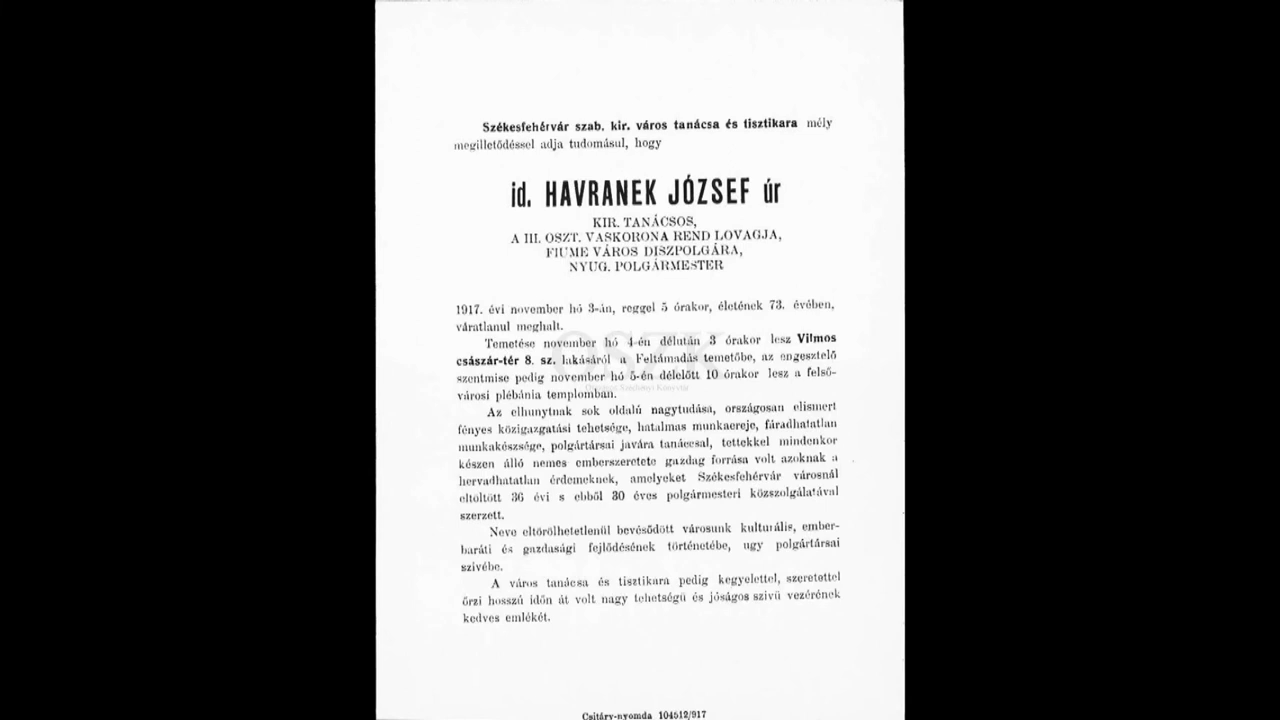 Székesfehérvár szab. kir. város tanácsa és tisztikara mély
megilletődéssel adja tudomásul, hogy
id. HAVRANEK JÓZSEF úr
KIR. TANÁCSOS,
A III. OSZT. VASKORONA REND LOVAGJA,
FIUME VÁROS DISZPOLGÁRA,
NYUG. POLGÁRMESTER
1917. évi november hó 3-án, reggel 5 órakor, életének 73. évében,
váratlanul meghalt.
Temetése november hó 4-én délután 3 órakor lesz Vilmos
császár-tér 8. sz. lakásáról a Feltámadás temetőbe, az engesztelő
szentmise pedig november hó 5-én délelőtt 10 órakor lesz a felső-
városi plébánia templomban.
OSZK
Országos Széchényi Könyvtár
Az elhunytnak sok oldalú nagytudása, országosan elismert
fényes közigazgatási tehetsége, hatalmas munkaereje, fáradhatatlan
munkakészsége, polgártársai javára tanáccsal, tettekkel mindenkor
készen álló nemes emberszeretete gazdag forrása volt azoknak a
hervadhatatlan érdemeknek, amelyeket Székesfehérvár városnál
eltöltött 36 évi s ebből 30 éves polgármesteri közszolgálatával
szerzett.
Neve eltörölhetetlenül bevésődött városunk kulturális, ember-
baráti és gazdasági fejlődésének történetébe, ugy polgártársai
szivébe.
A város tanácsa és tisztikara pedig kegyelettel, szeretettel
őrzi hosszú időn át volt nagy tehetségü és jóságos szivü vezérének
kedves emlékét.
Csitáry-nyomda 104512/917